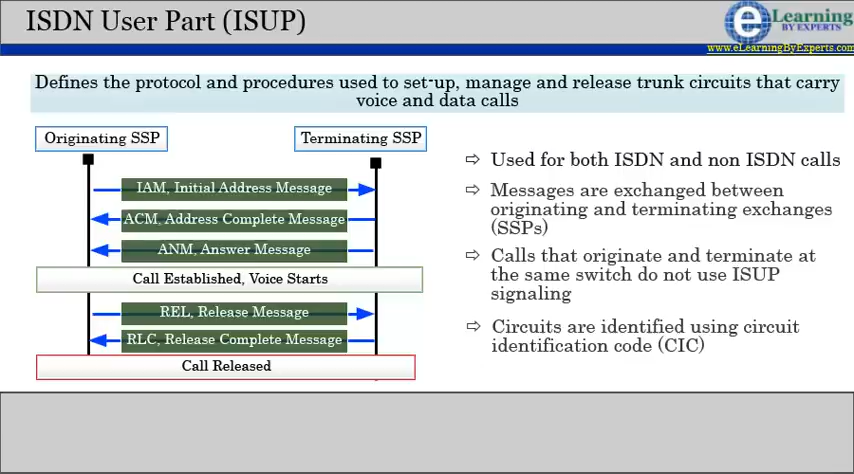 ISDN User Part (ISUP)
eLearning
BY EXPERTS
www.eLearningByExperts.com
Defines the protocol and procedures used to set-up, manage and release trunk circuits that carry
voice and data calls
Originating SSP
Terminating SSP
IAM, Initial Address Message
ACM, Address Complete Message
ANM, Answer Message
Call Established, Voice Starts
REL, Release Message
RLC, Release Complete Message
Call Released
⇨ Used for both ISDN and non ISDN calls
⇨ Messages are exchanged between
originating and terminating exchanges
(SSPs)
⇨ Calls that originate and terminate at
the same switch do not use ISUP
signaling
⇨ Circuits are identified using circuit
identification code (CIC)